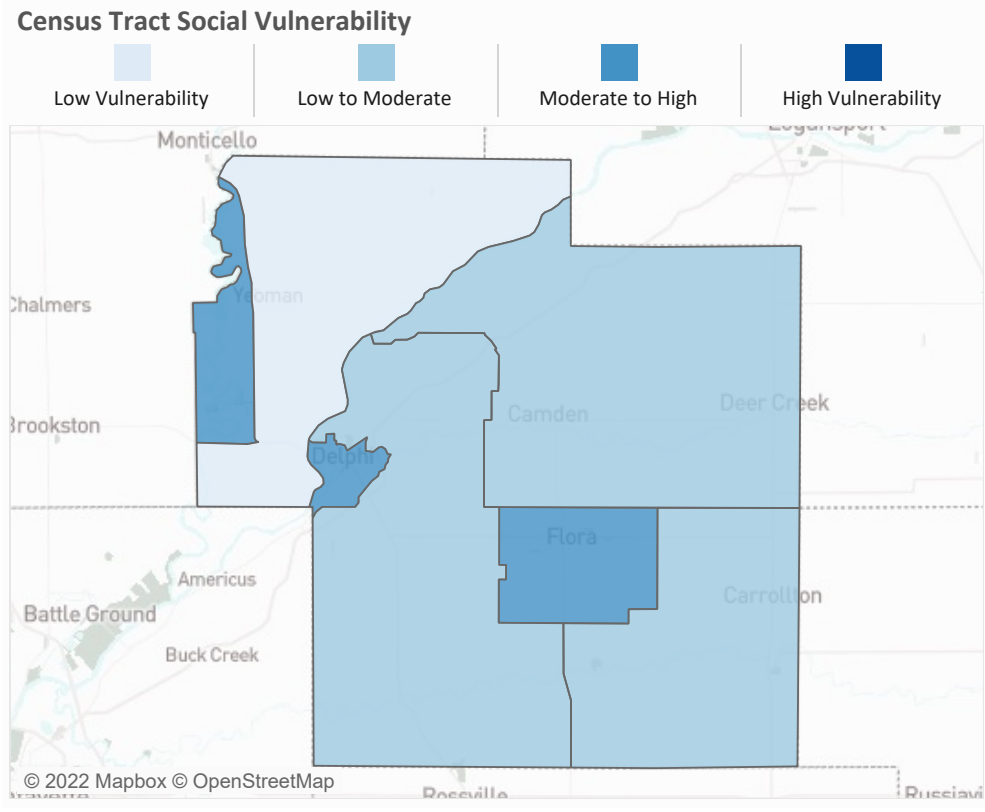 Census Tract Social Vulnerability
Low Vulnerability
Low to Moderate
Moderate to High
High Vulnerability
Logansport
Monticello
Yeoman
Chalmers
Deer Creek
Camden
Brookston
Delphi
Flora
Americus
Carrollton
Battle Ground
Buck Creek
© 2022 Mapbox © OpenStreetMap
Rossville